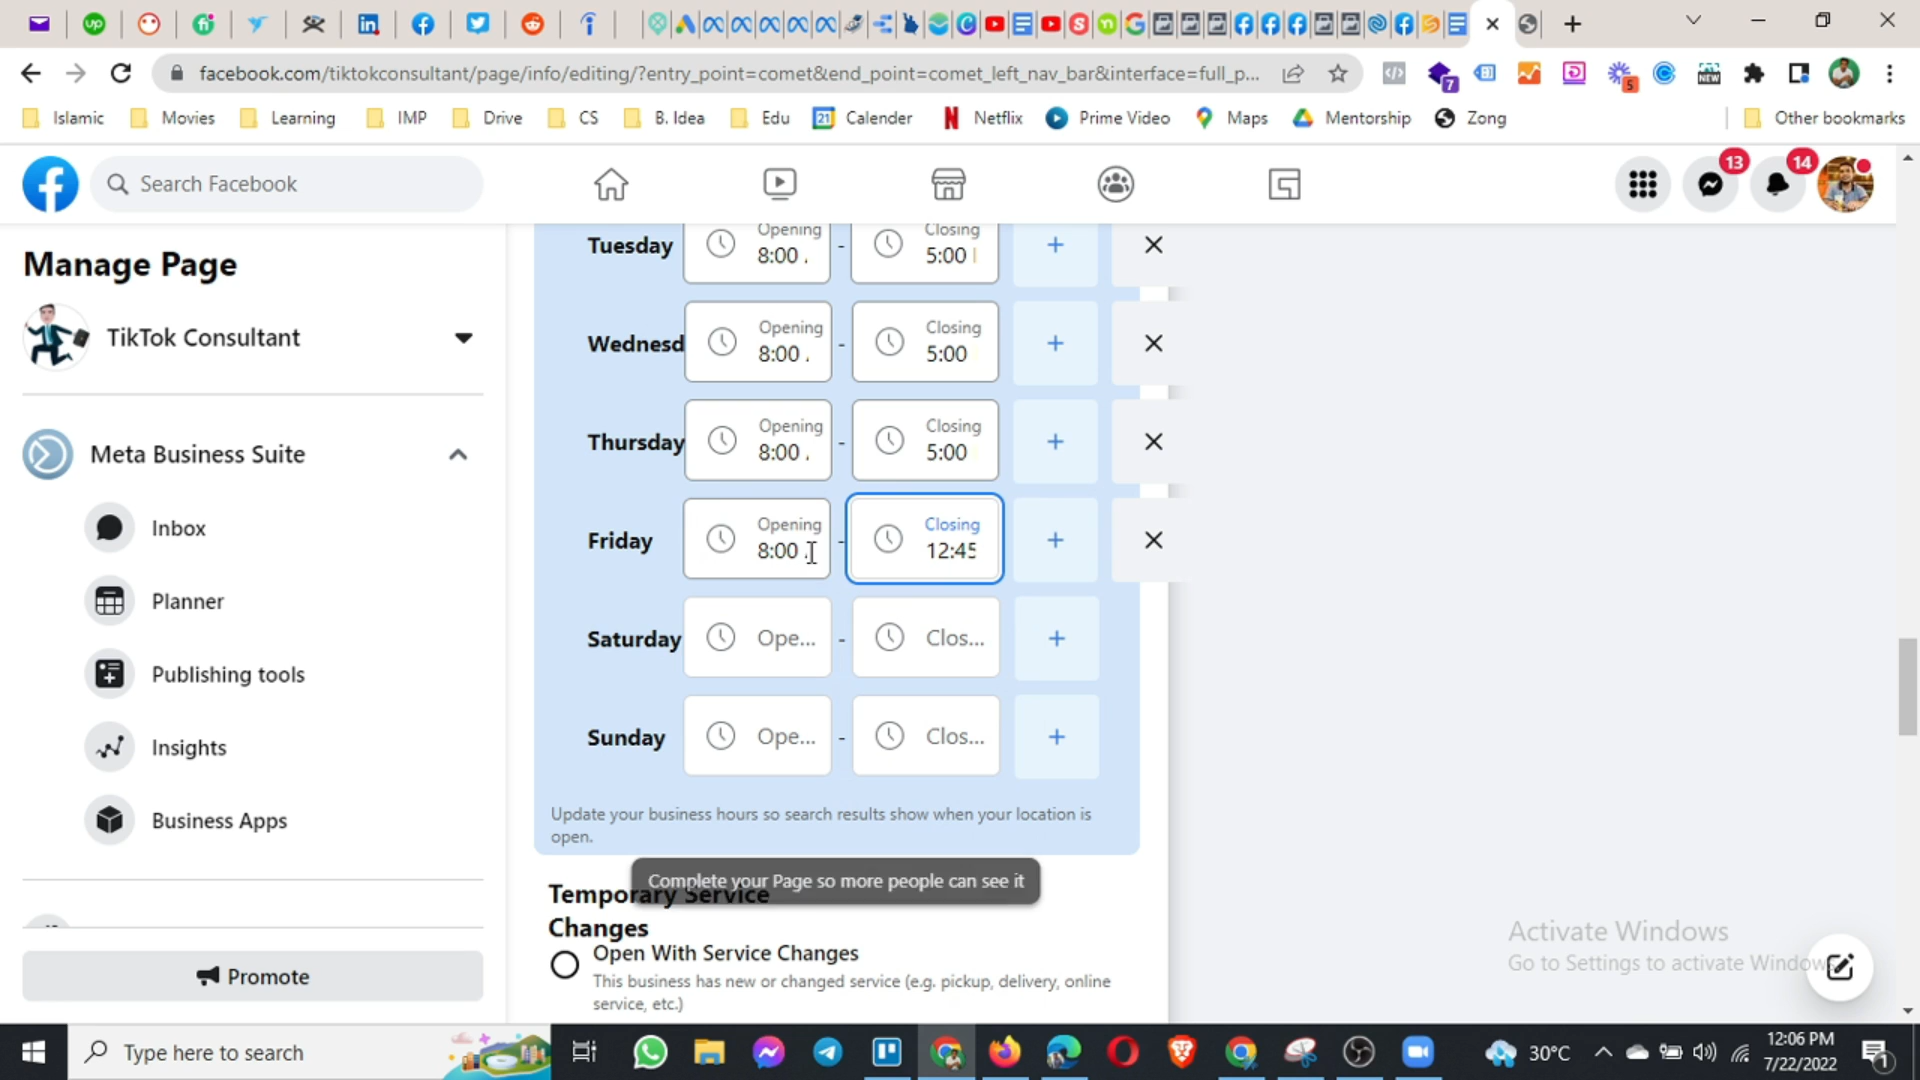 facebook.com/tiktokconsultant/page/info/editing/?entry_point=comet&end_point=comet_left_nav_bar&interface=full_p...
7
5
NEW
Islamic
Movies
Learning
IMP
Drive
CS
B. Idea
Edu
21
Calender
Netflix
Prime Video
Maps
Mentorship
Zong
Other bookmarks
Search Facebook
13
14
Manage Page
TikTok Consultant
Meta Business Suite
Inbox
Planner
Publishing tools
Insights
Business Apps
Promote
Tuesday
Opening
8:00
-
Closing
5:00
Wednesd
Opening
8:00
-
Closing
5:00
Thursday
Opening
8:00
-
Closing
5:00
Friday
Opening
8:00
-
Closing
12:45
Saturday
Ope...
-
Clos...
Sunday
Ope...
-
Clos...
Update your business hours so search results show when your location is
open.
Complete your Page so more people can see it
Temporary Service
Changes
Open With Service Changes
This business has new or changed service (e.g. pickup, delivery, online
service, etc.)
Activate Windows
Go to Settings to activate Windows
Type here to search
30°C
12:06 PM
7/22/2022
1